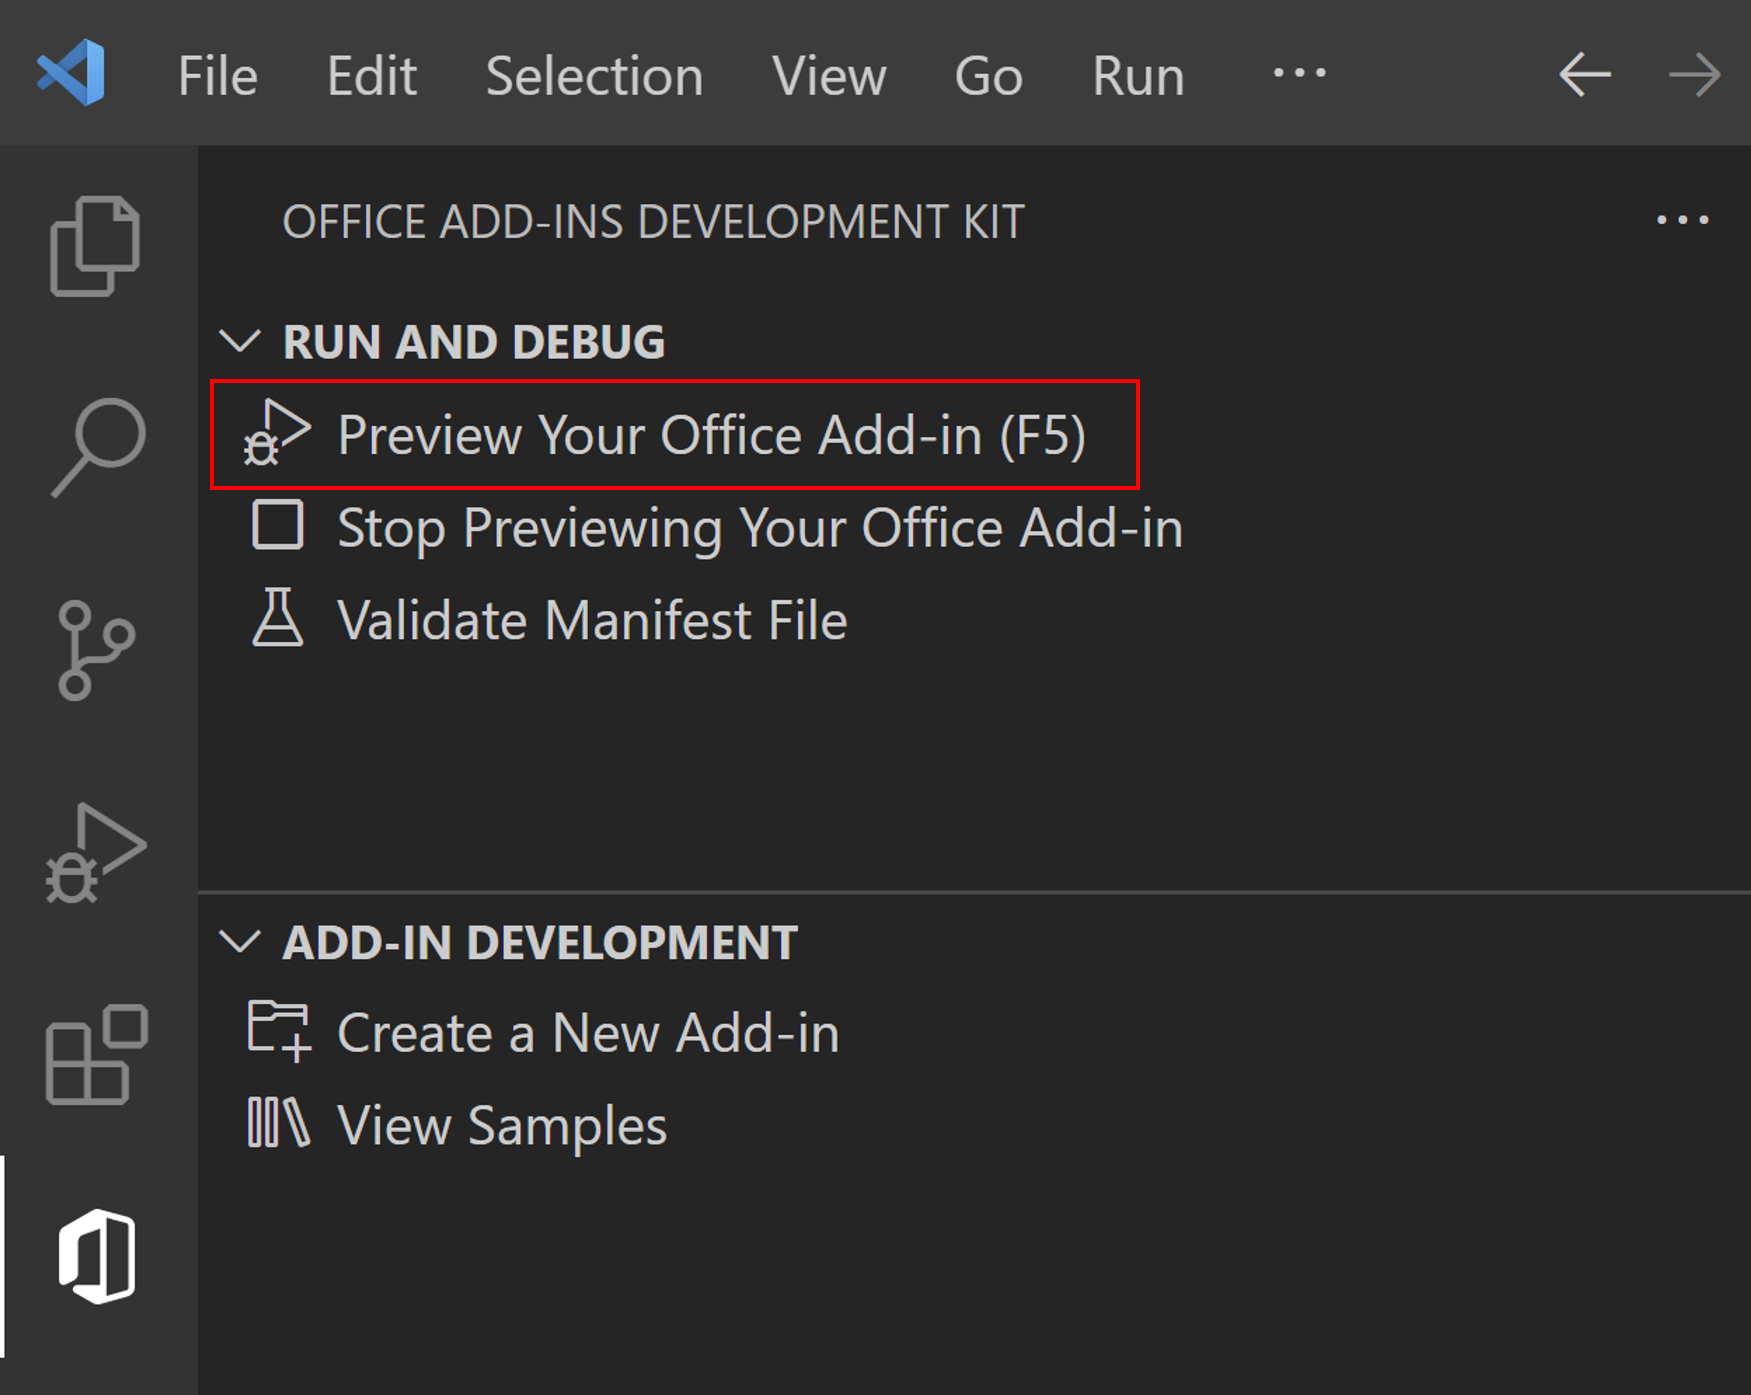 File Edit Selection View Go Run ...
OFFICE ADD-INS DEVELOPMENT KIT ...
RUN AND DEBUG
Preview Your Office Add-in (F5)
Stop Previewing Your Office Add-in
Validate Manifest File
ADD-IN DEVELOPMENT
Create a New Add-in
View Samples